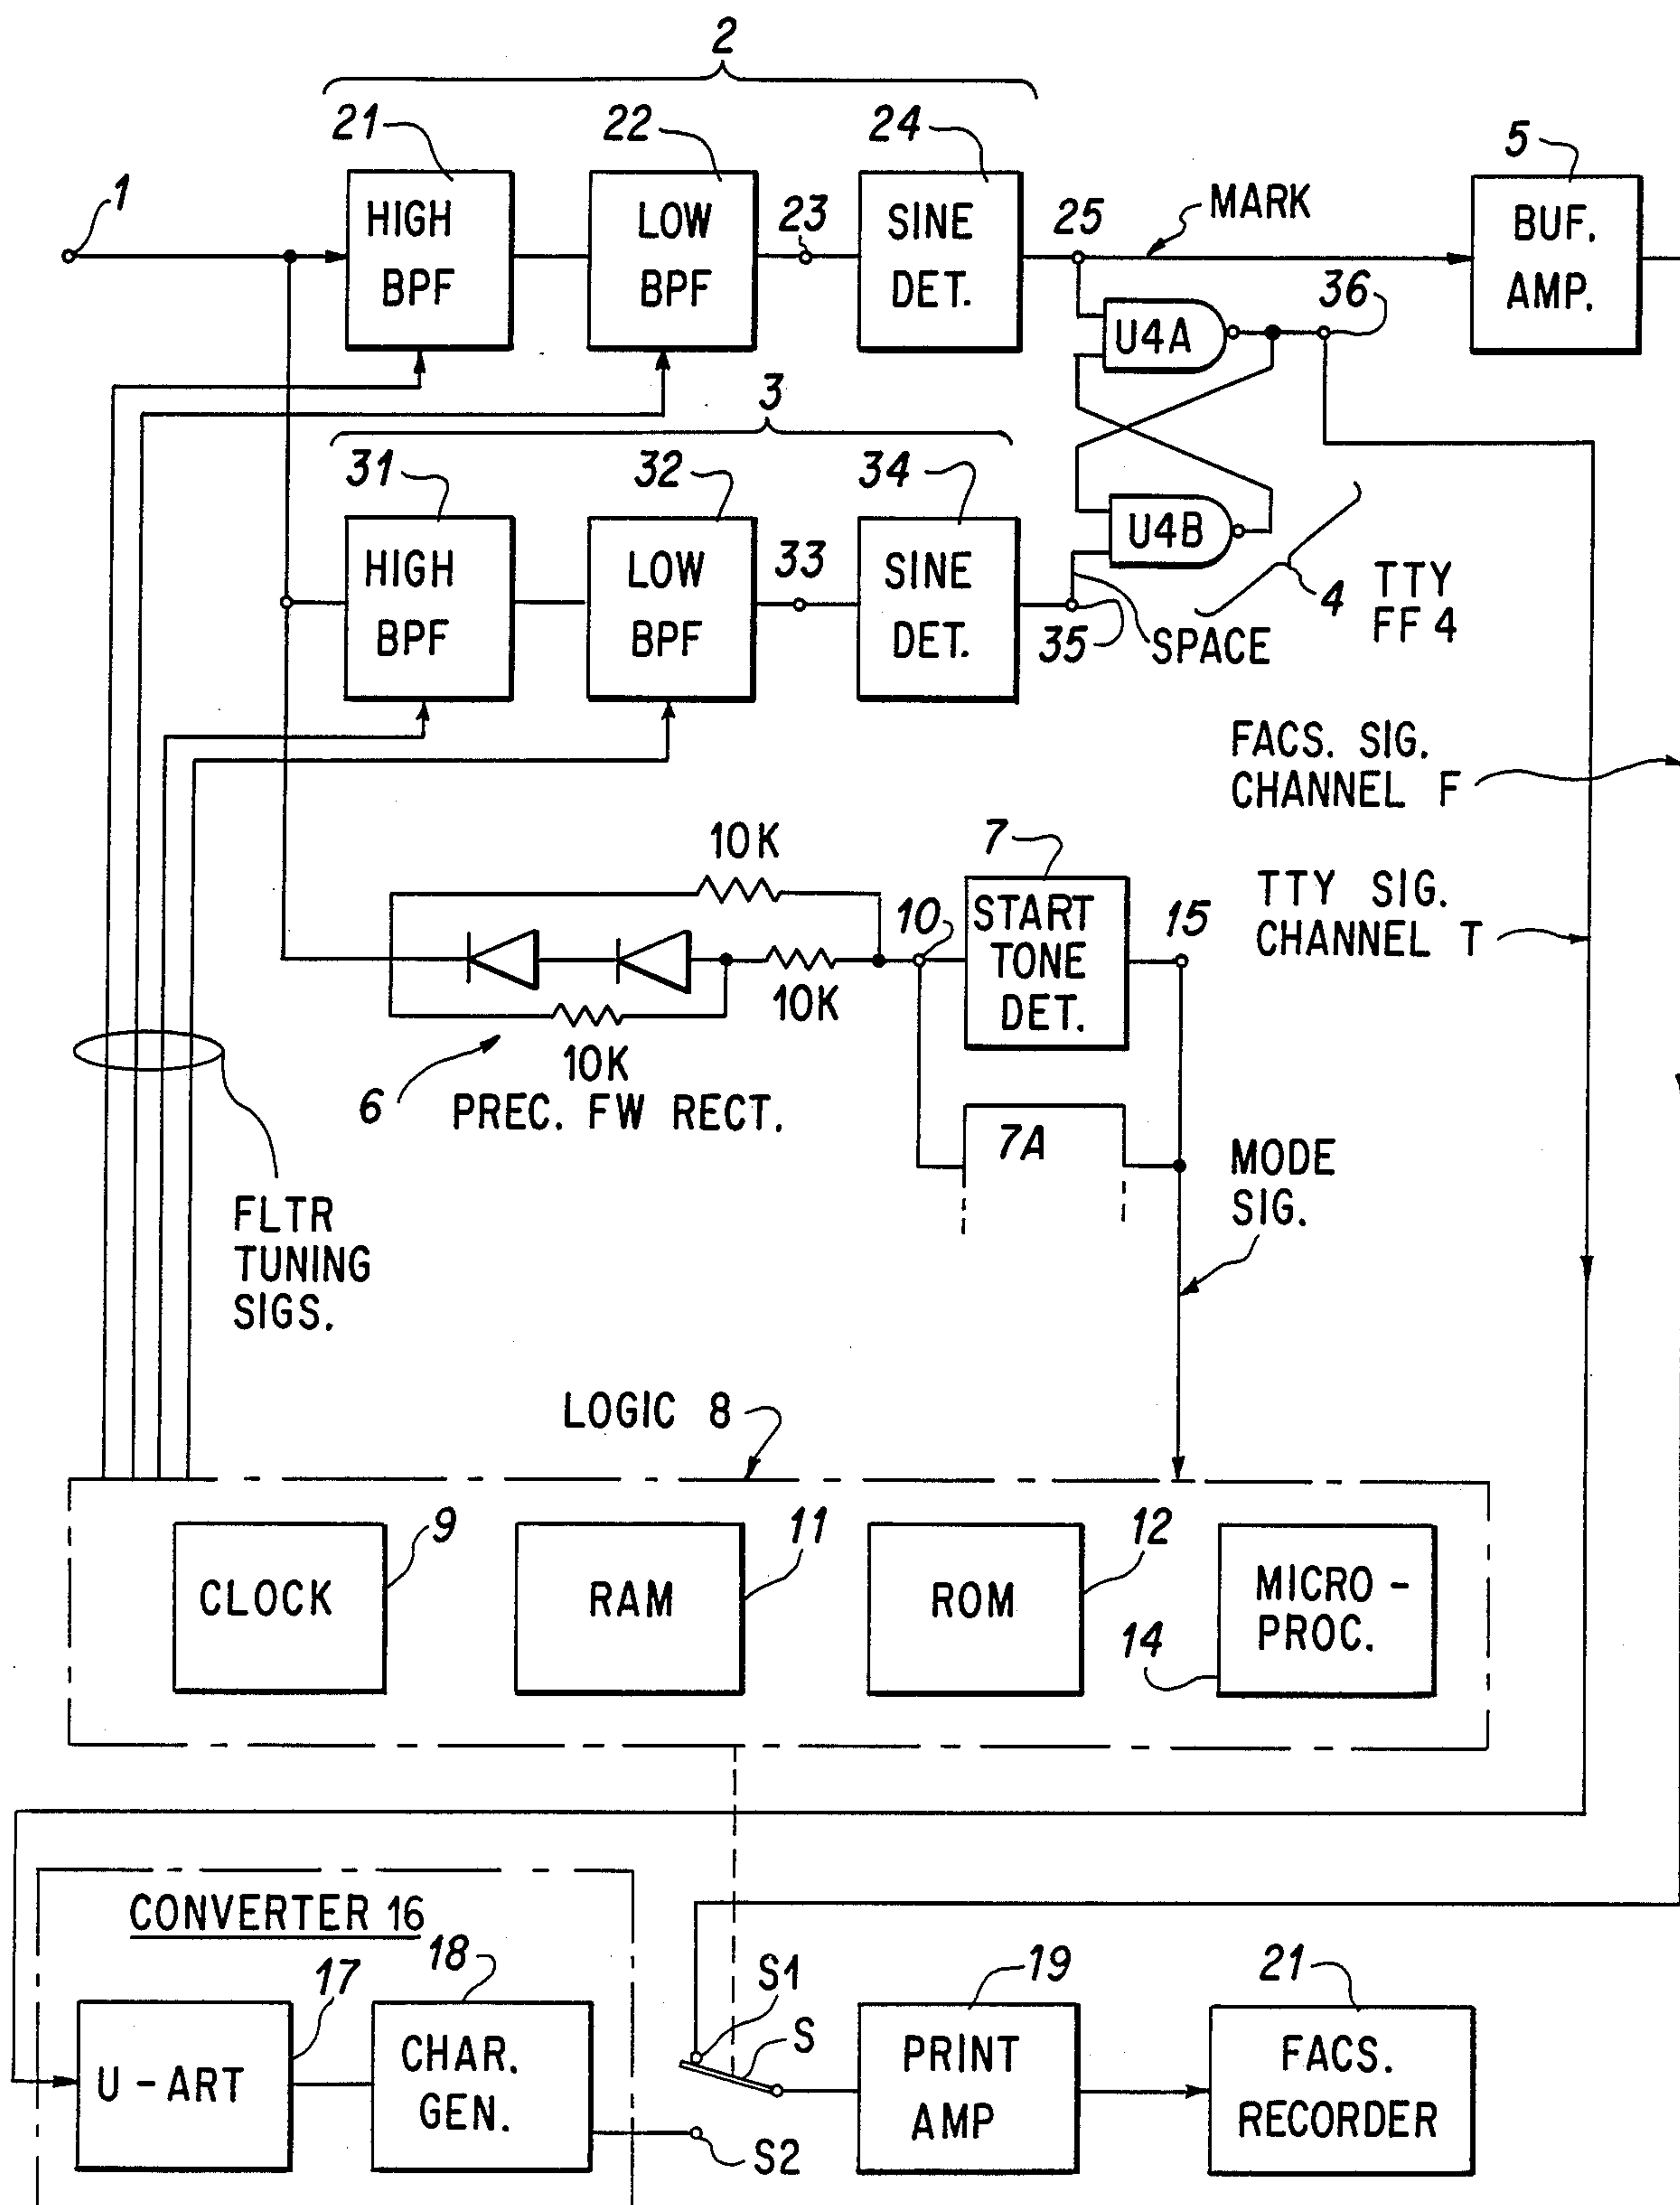 2
21
22
24
5
1
HIGH BPF
LOW BPF
23
SINE DET.
25
MARK
BUF. AMP.
36
U4A
3
31
32
34
HIGH BPF
LOW BPF
33
SINE DET.
U4B
35
SPACE
4
TTY
FF 4
FACS. SIG.
CHANNEL F
10K
7
TTY SIG.
CHANNEL T
10
START
TONE
DET.
15
10K
10K
6
PREC. FW RECT.
7A
MODE
SIG.
FLTR
TUNING
SIGS.
LOGIC 8
9
11
12
CLOCK
RAM
ROM
MICRO-
PROC.
14
CONVERTER 16
17
18
S1
S
19
21
U-ART
CHAR.
GEN.
PRINT
AMP
FACS.
RECORDER
S2